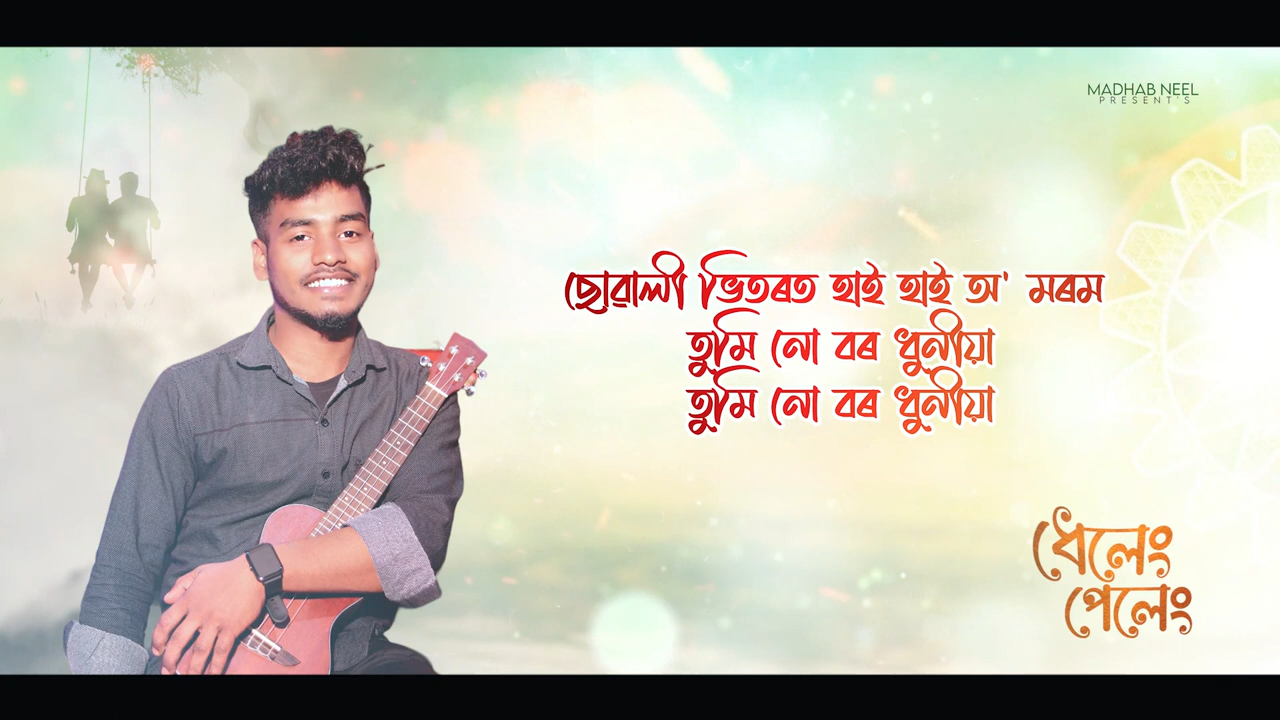 MADHAB NEEL
PRESENT'S
ছোৱালী ভিতৰত হাই হাই অ' মৰম
তুমি নো বৰ ধুনীয়া
তুমি নো বৰ ধুনীয়া
ধেলেং
পেলেং